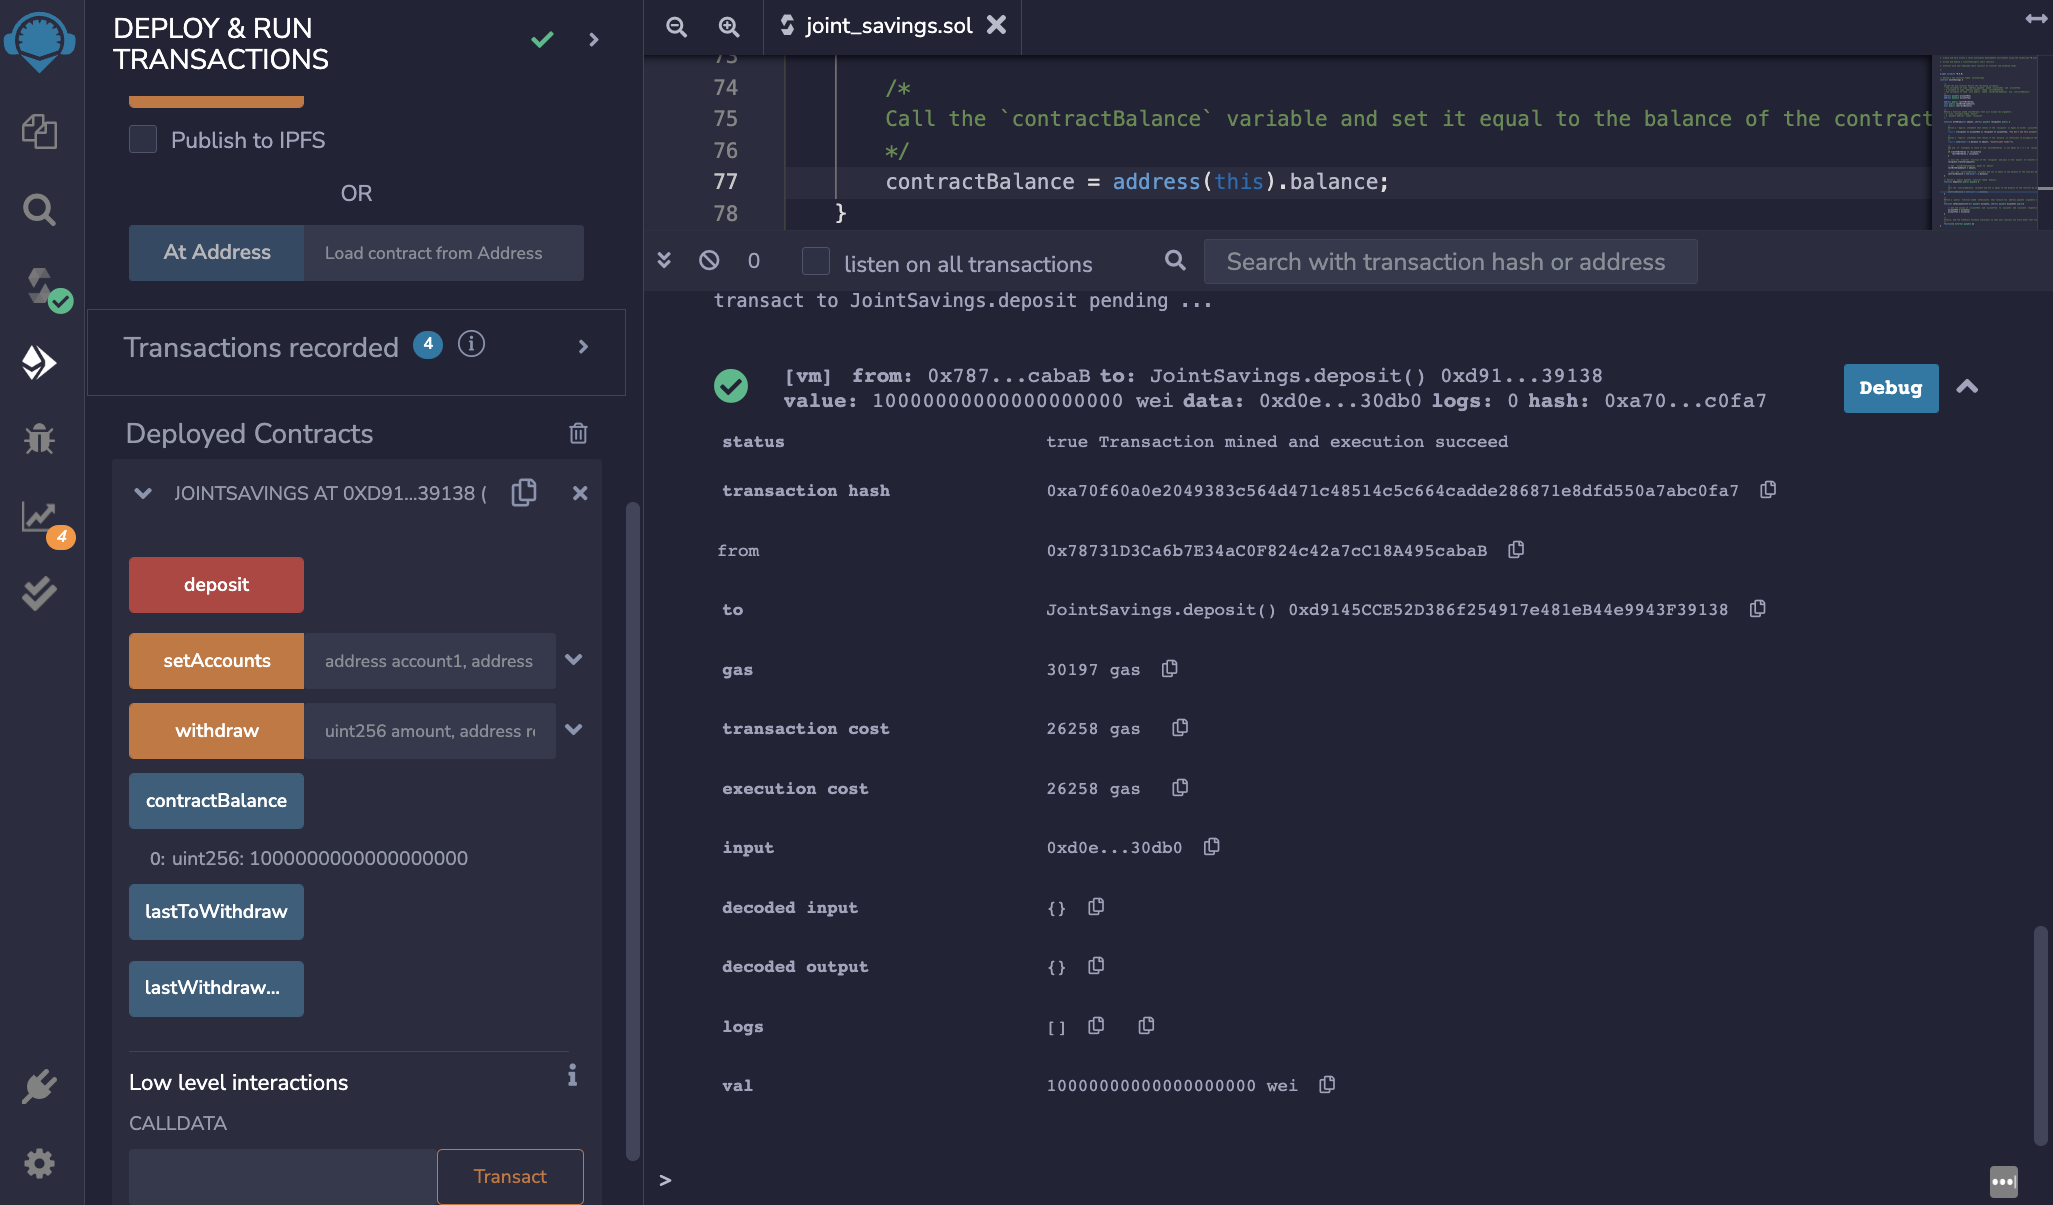 DEPLOY & RUN
TRANSACTIONS
Publish to IPFS
OR
At Address
Load contract from Address
Transactions recorded 4
Deployed Contracts
JOINTSAVINGS AT 0XD91...39138 (
deposit
setAccounts
address account1, address
withdraw
uint256 amount, address
contractBalance
0: uint256: 1000000000000000000
lastToWithdraw
lastWithdraw...
Low level interactions
CALLDATA
Transact
4
joint_savings.sol
73
74 /*
75 Call the `contractBalance` variable and set it equal to the balance of the contract
76 */
77 contractBalance = address(this).balance;
78 }
0
listen on all transactions
Search with transaction hash or address
transact to JointSavings.deposit pending ...
[vm] from: 0x787...cabaB to: JointSavings.deposit() 0xd91...39138
value: 10000000000000000000 wei data: 0xd0e...30db0 logs: 0 hash: 0xa70...c0fa7
Debug
status true Transaction mined and execution succeed
transaction hash 0xa70f60a0e2049383c564d471c48514c5c664cadde286871e8dfd550a7abc0fa7
from 0x78731D3Ca6b7E34aC0F824c42a7cC18A495cabaB
to JointSavings.deposit() 0xd9145CCE52D386f254917e481eB44e9943F39138
gas 30197 gas
transaction cost 26258 gas
execution cost 26258 gas
input 0xd0e...30db0
decoded input {}
decoded output {}
logs []
val 10000000000000000000 wei
>